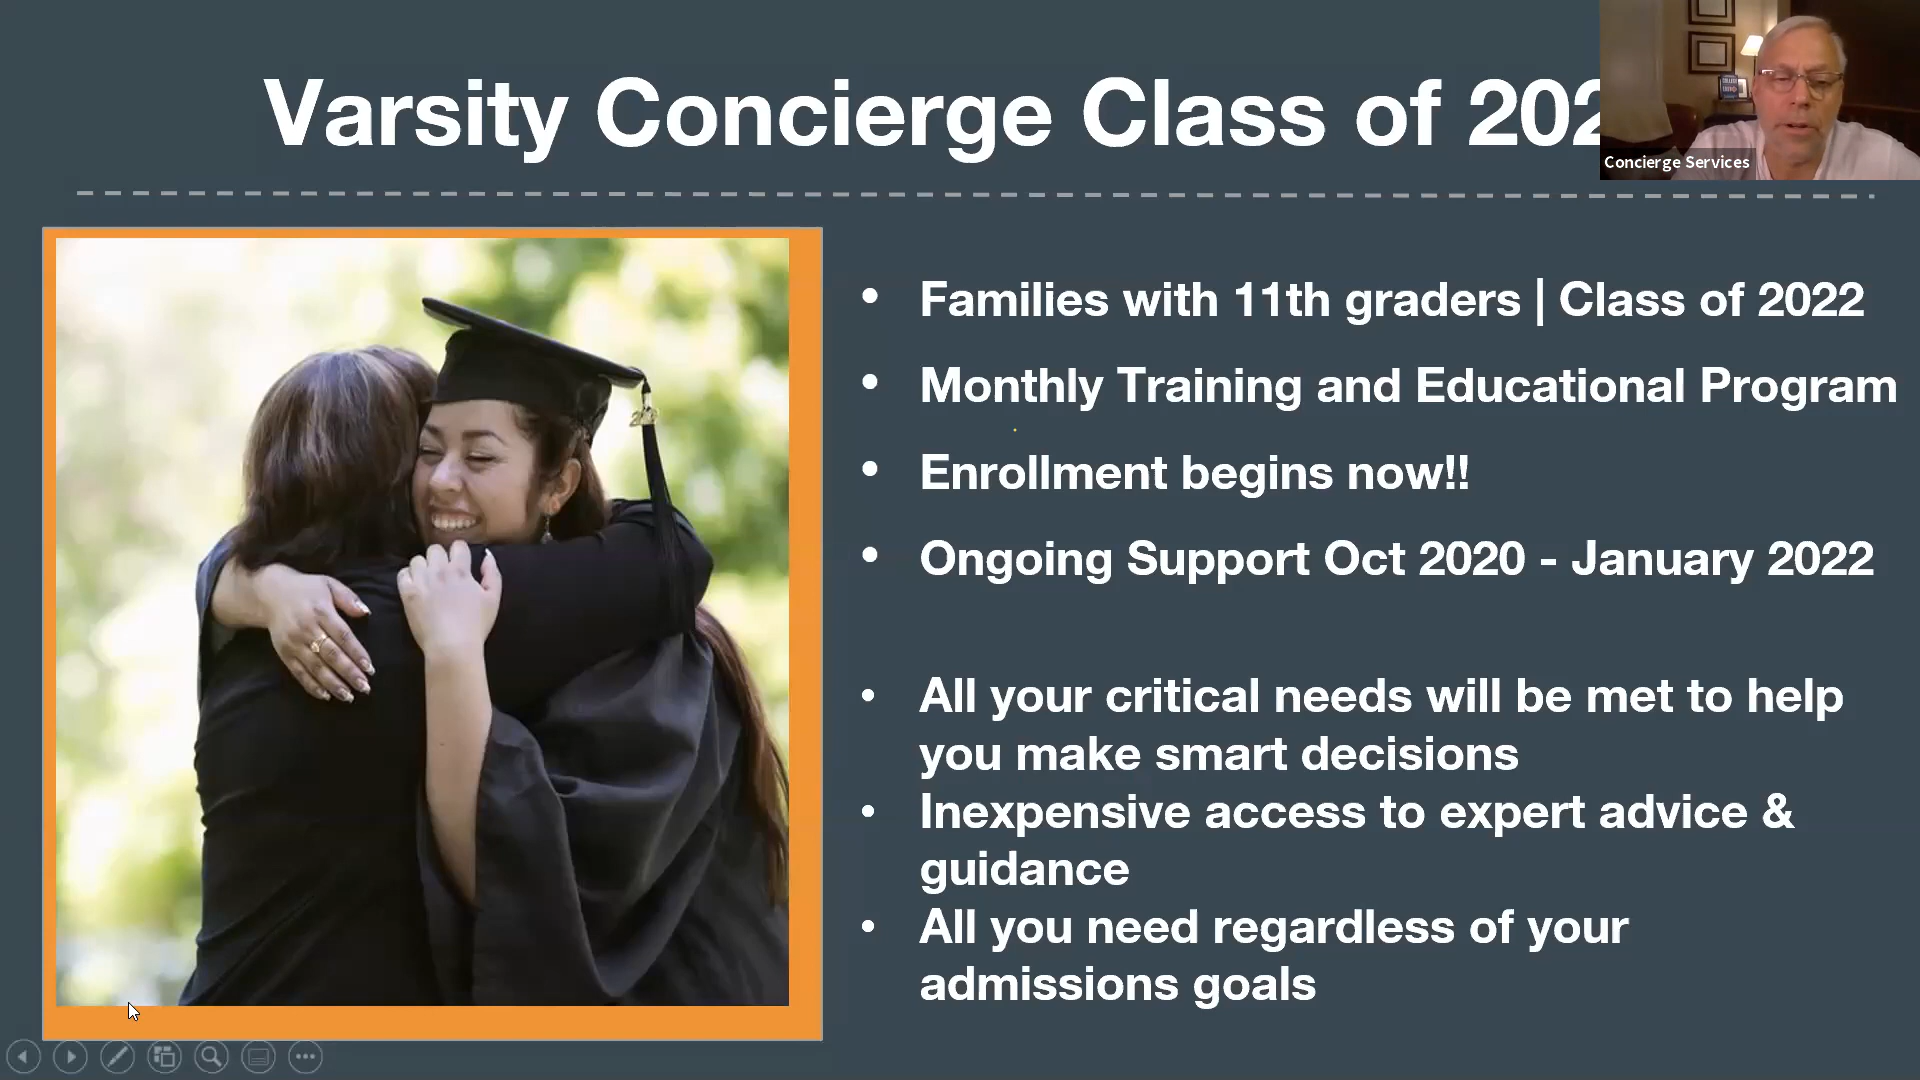 Varsity Concierge Class of 202
Concierge Services
• Families with 11th graders | Class of 2022
• Monthly Training and Educational Program
• Enrollment begins now!!
• Ongoing Support Oct 2020 - January 2022
• All your critical needs will be met to help
you make smart decisions
• Inexpensive access to expert advice &
guidance
• All you need regardless of your
admissions goals